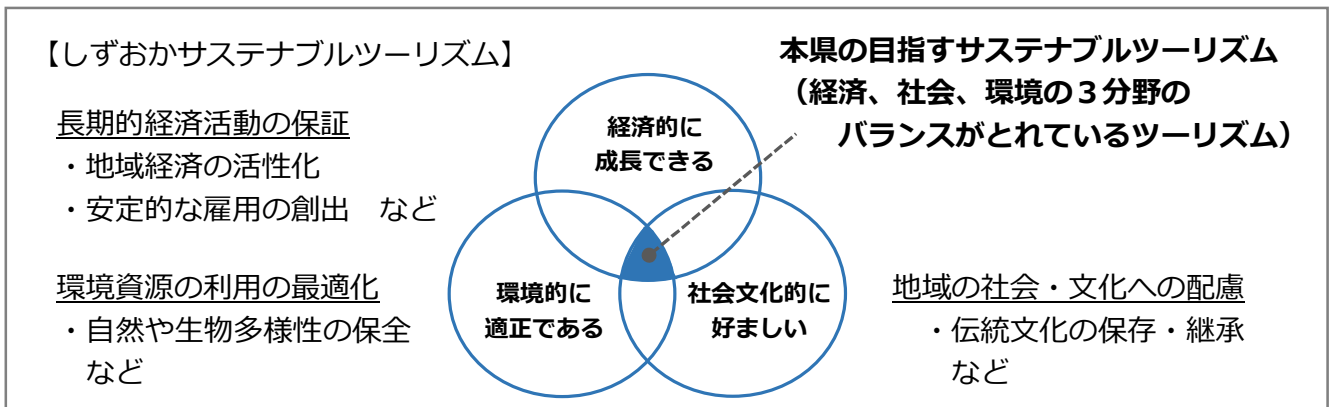 【しずおかサステナブルツーリズム】
本県の目指すサステナブルツーリズム
（経済、社会、環境の３分野の
バランスがとれているツーリズム）
長期的経済活動の保証
・地域経済の活性化
・安定的な雇用の創出　など
経済的に
成長できる
環境資源の利用の最適化
・自然や生物多様性の保全
など
環境的に
適正である
社会文化的に
好ましい
地域の社会・文化への配慮
・伝統文化の保存・継承
など